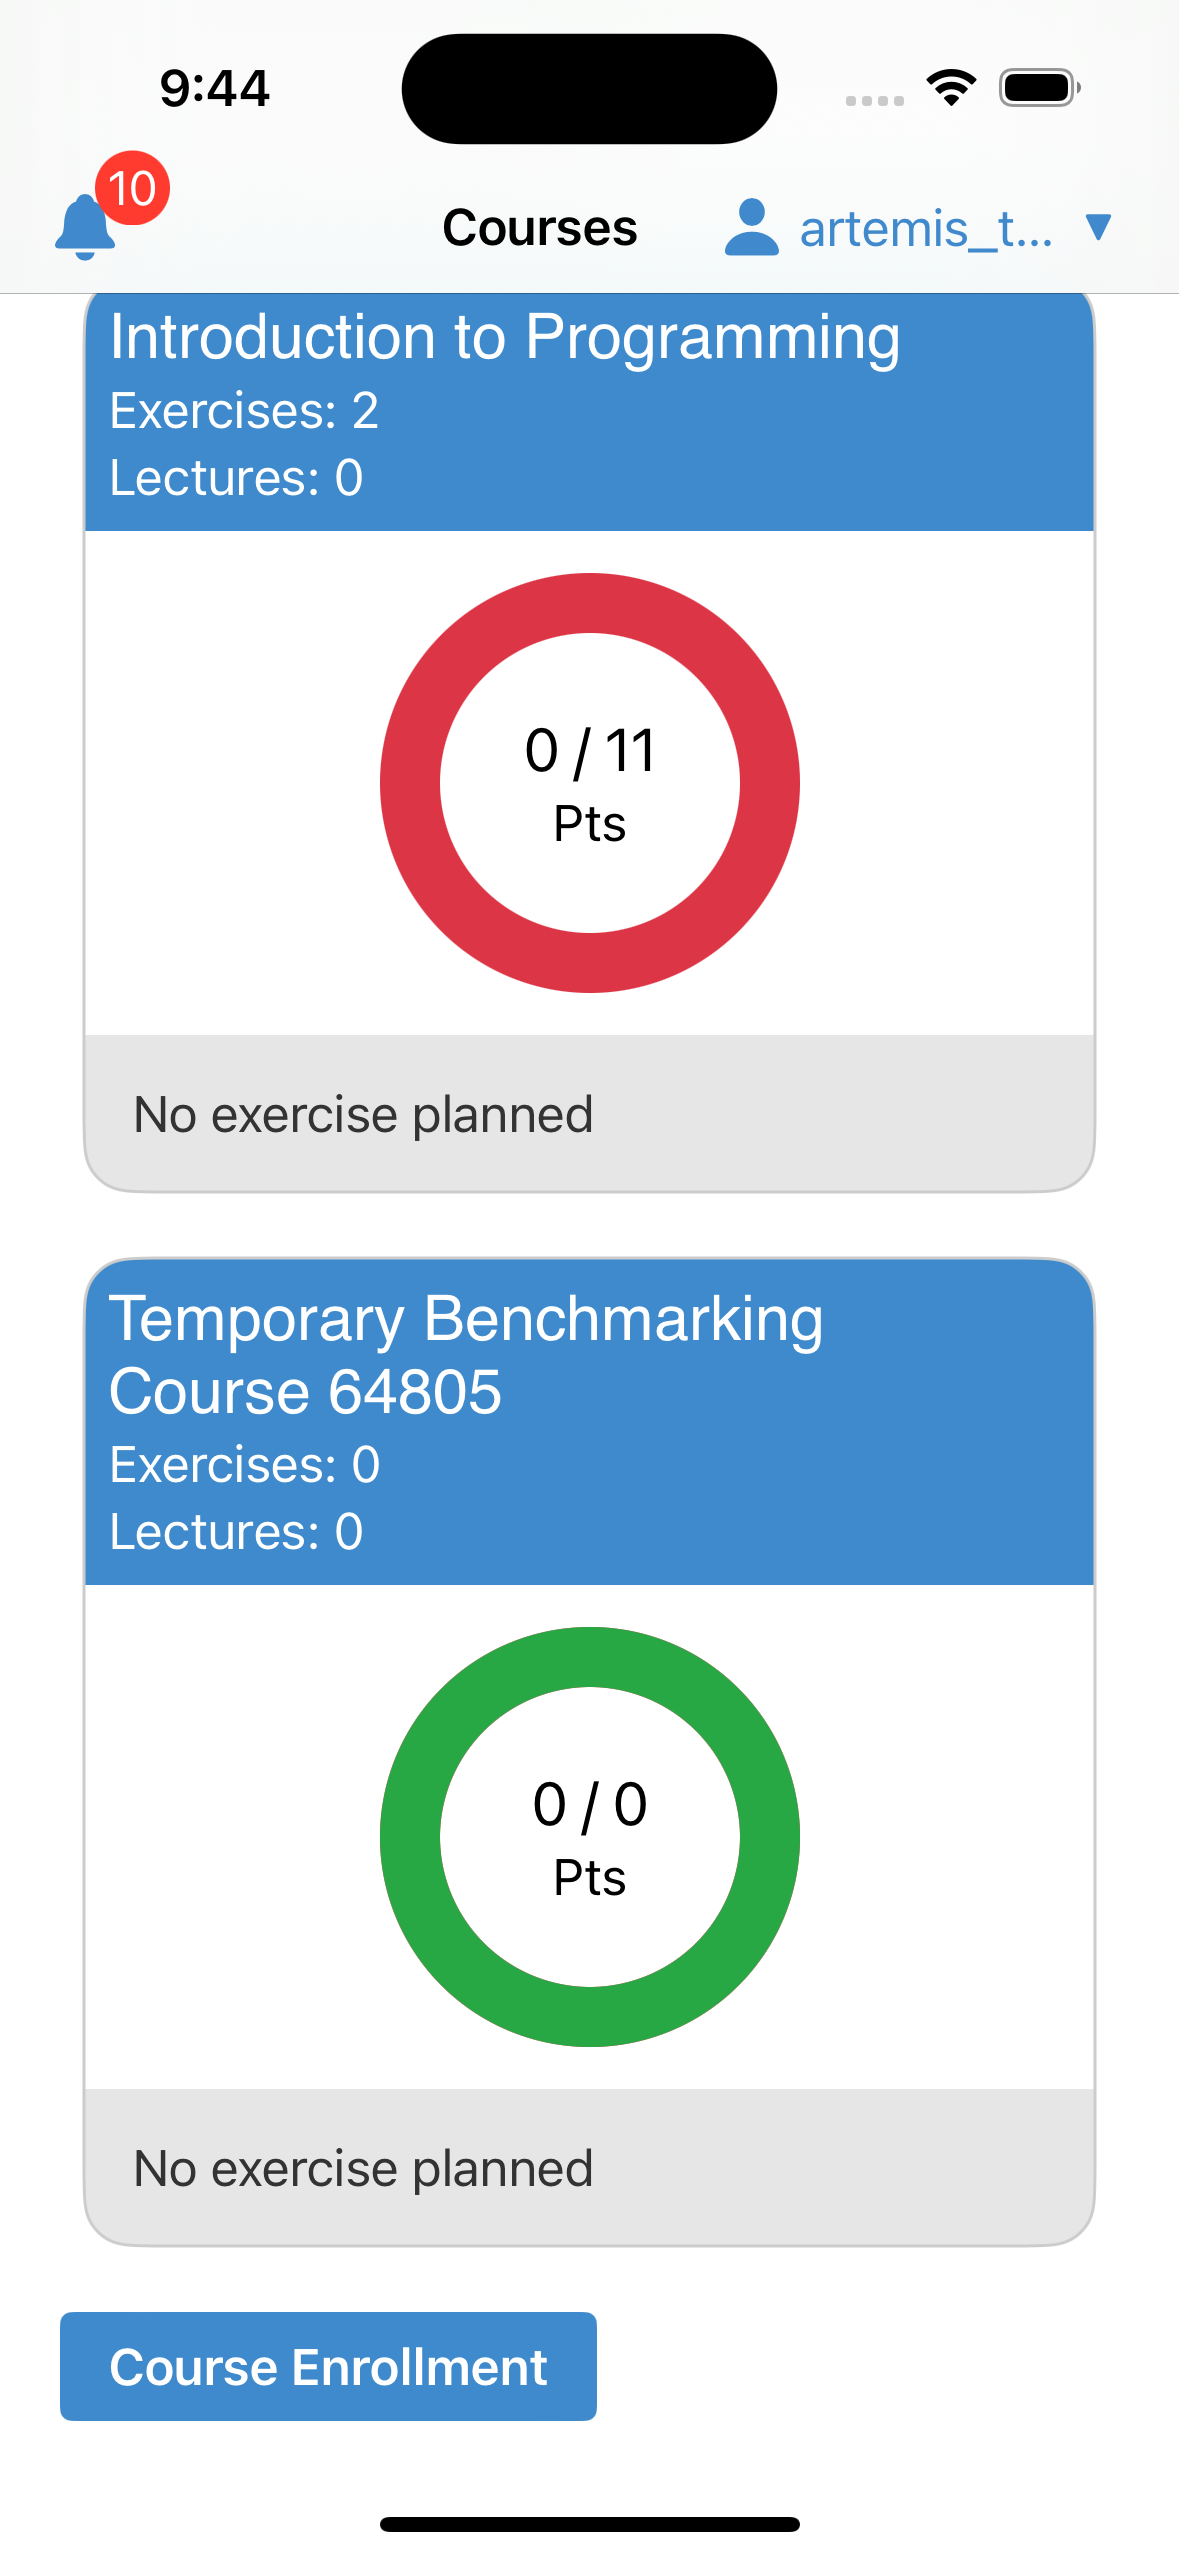 9:44
10
Courses
artemis_t... ▼
Introduction to Programming
Exercises: 2
Lectures: 0
0 / 11
Pts
No exercise planned
Temporary Benchmarking
Course 64805
Exercises: 0
Lectures: 0
0 / 0
Pts
No exercise planned
Course Enrollment